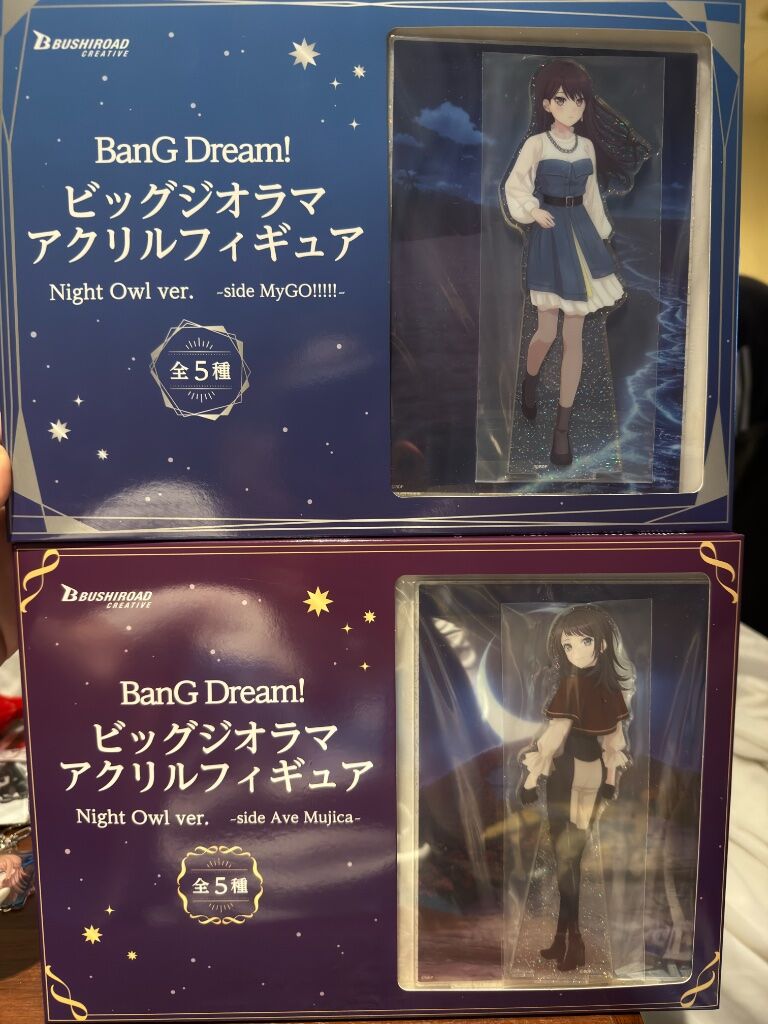 BUSHIROAD
CREATIVE
BanG Dream!
ビッグジオラマ
アクリルフィギュア
Night Owl ver. -side MyGO!!!!!-
全5種
BUSHIROAD
CREATIVE
BanG Dream!
ビッグジオラマ
アクリルフィギュア
Night Owl ver. -side Ave Mujica-
全5種